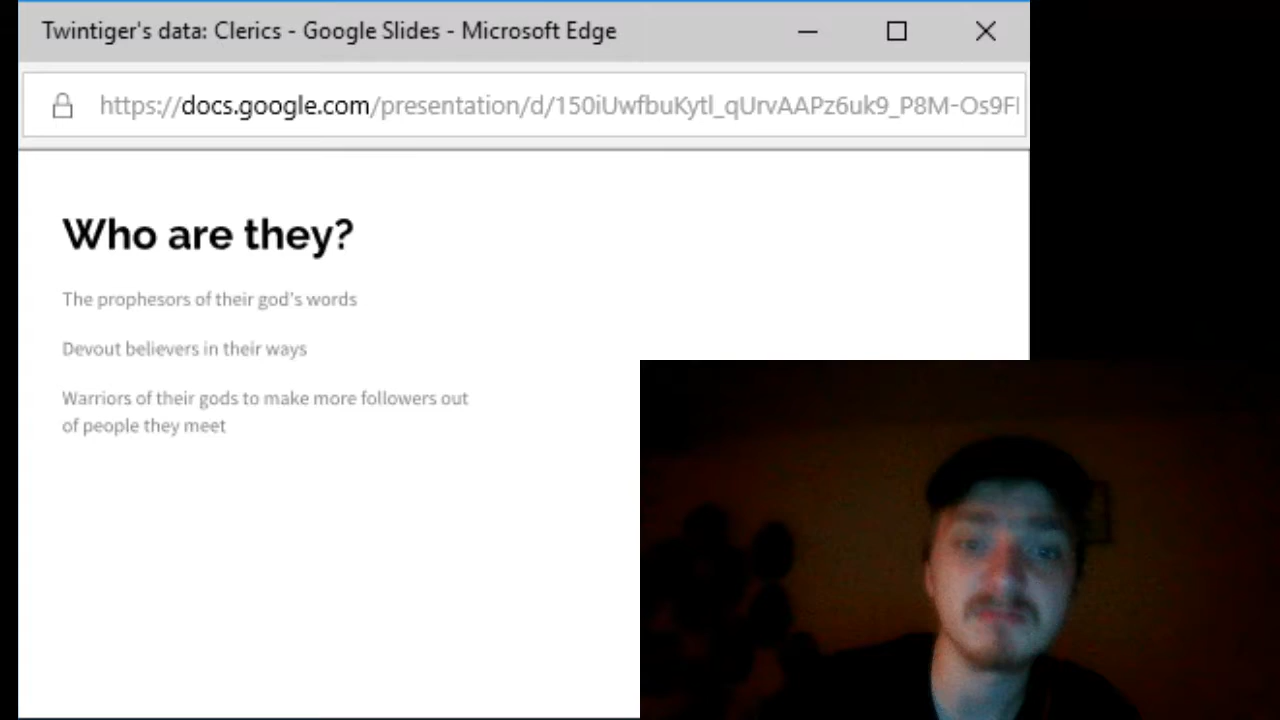 Twintiger's data: Clerics - Google Slides - Microsoft Edge
https://docs.google.com/presentation/d/150iUwfbuKytl_qUrvAAPz6uk9_P8M-Os9F
Who are they?
The prophesors of their god's words
Devout believers in their ways
Warriors of their gods to make more followers out
of people they meet